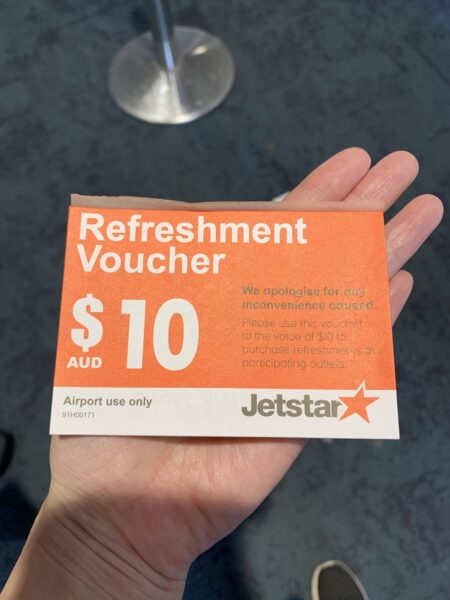 Refreshment
Voucher
$ 10
AUD
We apologise for any
inconvenience caused.
Please use this voucher
to the value of $10 to
purchase refreshments at
participating outlets.
Airport use only
91H00171
Jetstar